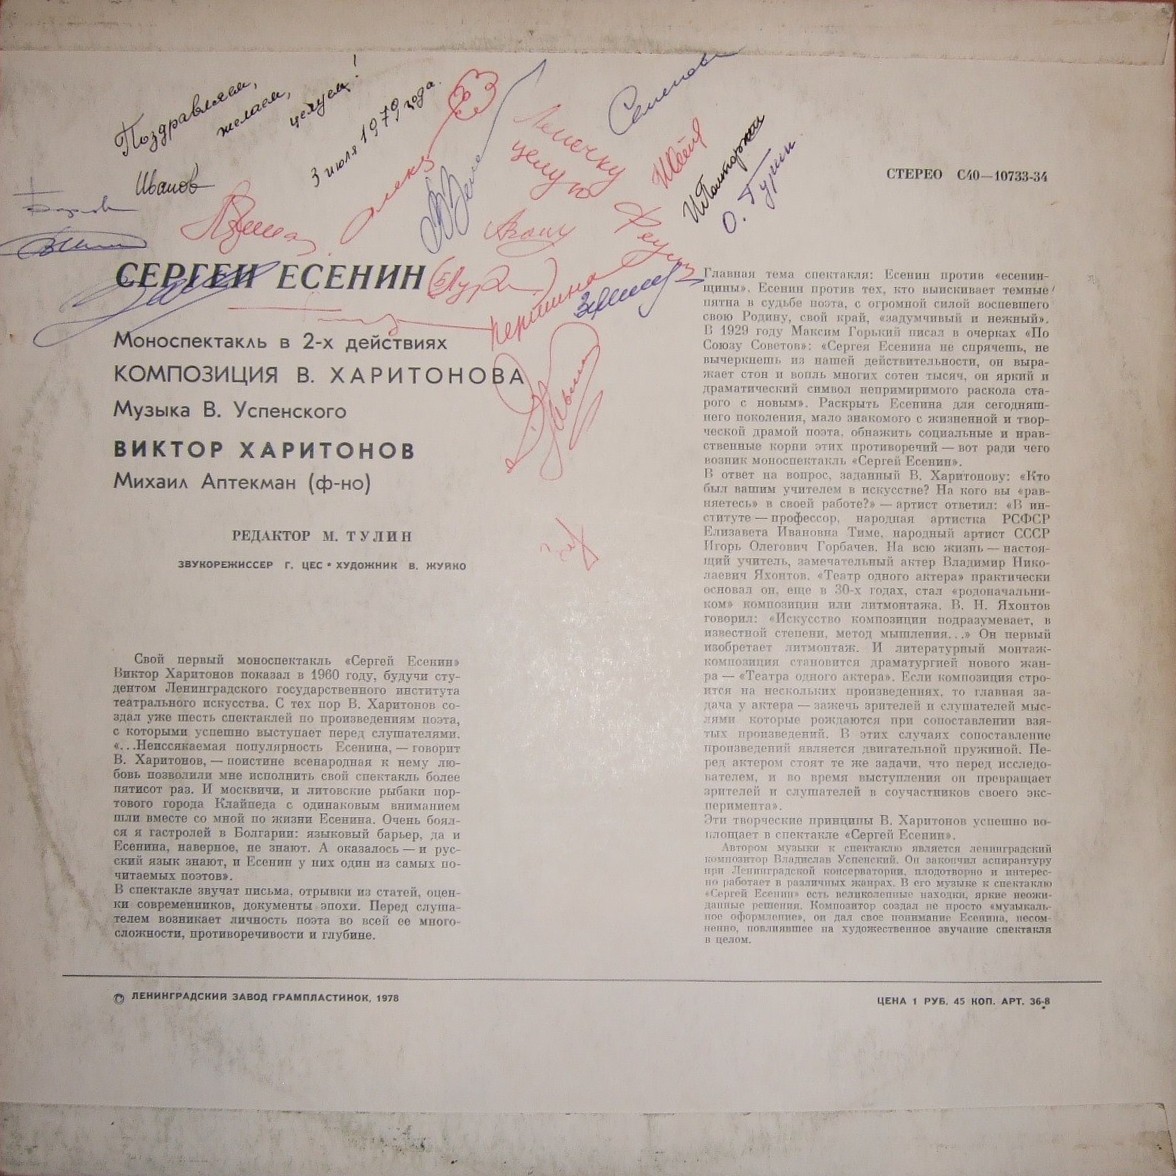 Поздравляем,
желаем,
целуем!
3 июля 1979 года.
Иванов
Леночку
целую
СТЕРЕО С40—10733-34
СЕРГЕЙ ЕСЕНИН
Моноспектакль в 2-х действиях
КОМПОЗИЦИЯ В. ХАРИТОНОВА
Музыка В. Успенского
ВИКТОР ХАРИТОНОВ
Михаил Аптекман (ф-но)
РЕДАКТОР М. ТУЛИН
ЗВУКОРЕЖИССЕР Г. ЦЕС • ХУДОЖНИК В. ЖУЙКО
Свой первый моноспектакль «Сергей Есенин»
Виктор Харитонов показал в 1960 году, будучи сту-
дентом Ленинградского государственного института
театрального искусства. С тех пор В. Харитонов со-
здал уже шесть спектаклей по произведениям поэта,
с которыми успешно выступает перед слушателями.
«...Неиссякаемая популярность Есенина, — говорит
В. Харитонов, — поистине всенародная к нему лю-
бовь позволили мне исполнить свой спектакль более
пятисот раз. И москвичи, и литовские рыбаки пор-
тового города Клайпеда с одинаковым вниманием
шли вместе со мной по жизни Есенина. Очень боял-
ся я гастролей в Болгарии: языковый барьер, да и
Есенина, наверное, не знают. А оказалось — и рус-
ский язык знают, и Есенин у них один из самых по-
читаемых поэтов».
В спектакле звучат письма, отрывки из статей, оцен-
ки современников, документы эпохи. Перед слуша-
телем возникает личность поэта во всей ее много-
сложности, противоречивости и глубине.
Главная тема спектакля: Есенин против «есенин-
щины». Есенин против тех, кто выискивает темные
пятна в судьбе поэта, с огромной силой воспевшего
свою Родину, свой край, «задумчивый и нежный».
В 1929 году Максим Горький писал в очерках «По
Союзу Советов»: «Сергея Есенина не спрячешь, не
вычеркнешь из нашей действительности, он выра-
жает стон и вопль многих сотен тысяч, он яркий и
драматический символ непримиримого раскола ста-
рого с новым». Раскрыть Есенина для сегодняш-
него поколения, мало знакомого с жизненной и твор-
ческой драмой поэта, обнажить социальные и нрав-
ственные корни этих противоречий — вот ради чего
возник моноспектакль «Сергей Есенин».
В ответ на вопрос, заданный В. Харитонову: «Кто
был вашим учителем в искусстве? На кого вы «рав-
няетесь» в своей работе?» — артист ответил: «В ин-
ституте — профессор, народная артистка РСФСР
Елизавета Ивановна Тиме, народный артист СССР
Игорь Олегович Горбачев. На всю жизнь — настоя-
щий учитель, замечательный актер Владимир Нико-
лаевич Яхонтов. «Театр одного актера» практически
основал он, еще в 30-х годах, стал «родоначальни-
ком» композиции или литмонтажа. В. Н. Яхонтов
говорил: «Искусство композиции подразумевает, в
известной степени, метод мышления...» Он первый
изобретает литмонтаж. И литературный монтаж-
композиция становится драматургией нового жан-
ра — «Театра одного актера». Если композиция стро-
ится на нескольких произведениях, то главная за-
дача у актера — зажечь зрителей и слушателей мыс-
лями, которые рождаются при сопоставлении взя-
тых произведений. В этих случаях сопоставление
произведений является двигательной пружиной. Пе-
ред актером стоят те же задачи, что перед исследо-
вателем, и во время выступления он превращает
зрителей и слушателей в соучастников своего экс-
перимента».
Эти творческие принципы В. Харитонов успешно во-
площает в спектакле «Сергей Есенин».
Автором музыки к спектаклю является ленинградский
композитор Владислав Успенский. Он закончил аспирантуру
при Ленинградской консерватории, плодотворно и интерес-
но работает в различных жанрах. В его музыке к спектаклю
«Сергей Есенин» есть великолепные находки, яркие неожи-
данные решения. Композитор создал не просто «музыкаль-
ное оформление», он дал свое понимание Есенина, несом-
ненно, повлиявшее на художественное звучание спектакля
в целом.
ЛЕНИНГРАДСКИЙ ЗАВОД ГРАМПЛАСТИНОК, 1978
ЦЕНА 1 РУБ. 45 КОП. АРТ. 36-8